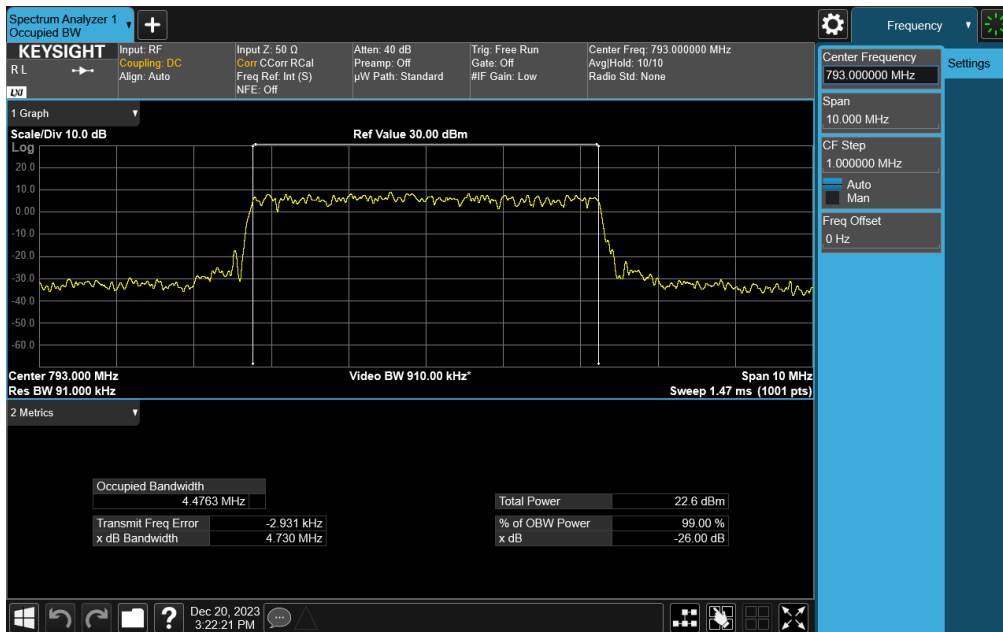 Spectrum Analyzer 1
Occupied BW
Frequency
KEYSIGHT
R L
LXI
Input: RF
Coupling: DC
Align: Auto
Input Z: 50 Ω
Corr CCorr RCal
Freq Ref: Int (S)
NFE: Off
Atten: 40 dB
Preamp: Off
µW Path: Standard
Trig: Free Run
Gate: Off
#IF Gain: Low
Center Freq: 793.000000 MHz
Avg|Hold: 10/10
Radio Std: None
Center Frequency
793.000000 MHz
Settings
Span
10.000 MHz
CF Step
1.000000 MHz
Auto
Man
Freq Offset
0 Hz
1 Graph
Scale/Div 10.0 dB
Ref Value 30.00 dBm
Log
20.0
10.0
0.00
-10.0
-20.0
-30.0
-40.0
-50.0
-60.0
Center 793.000 MHz
Video BW 910.00 kHz*
Span 10 MHz
Res BW 91.000 kHz
Sweep 1.47 ms (1001 pts)
2 Metrics
Occupied Bandwidth
4.4763 MHz
Total Power 22.6 dBm
Transmit Freq Error -2.931 kHz
% of OBW Power 99.00 %
x dB Bandwidth 4.730 MHz
x dB -26.00 dB
Dec 20, 2023
3:22:21 PM